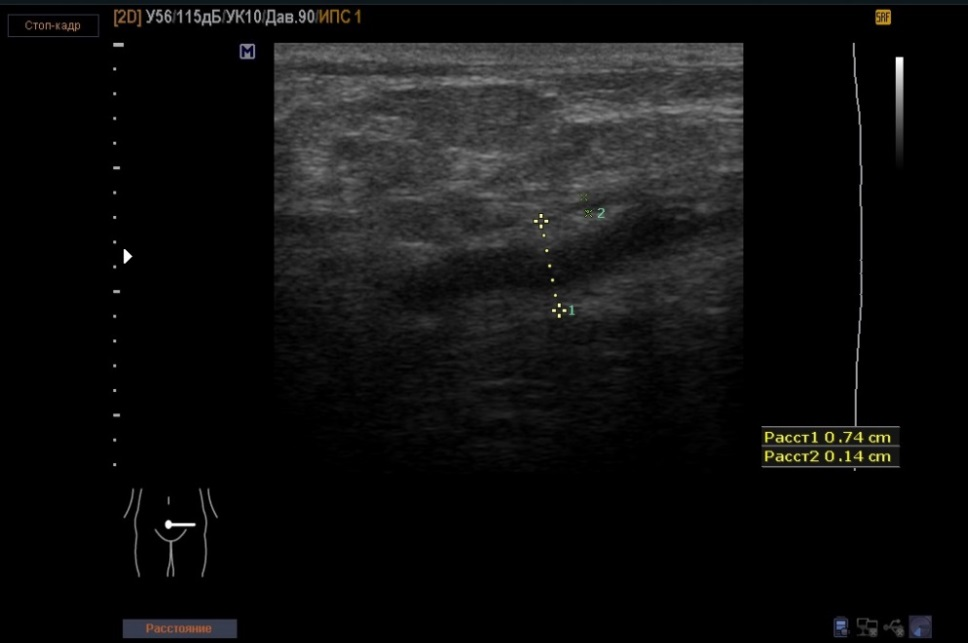 Стоп-кадр
[2D] У56/115дБ/УК10/Дав.90/ИПС 1
SRF
M
2
1
Расст1 0.74 cm
Расст2 0.14 cm
Расстояние